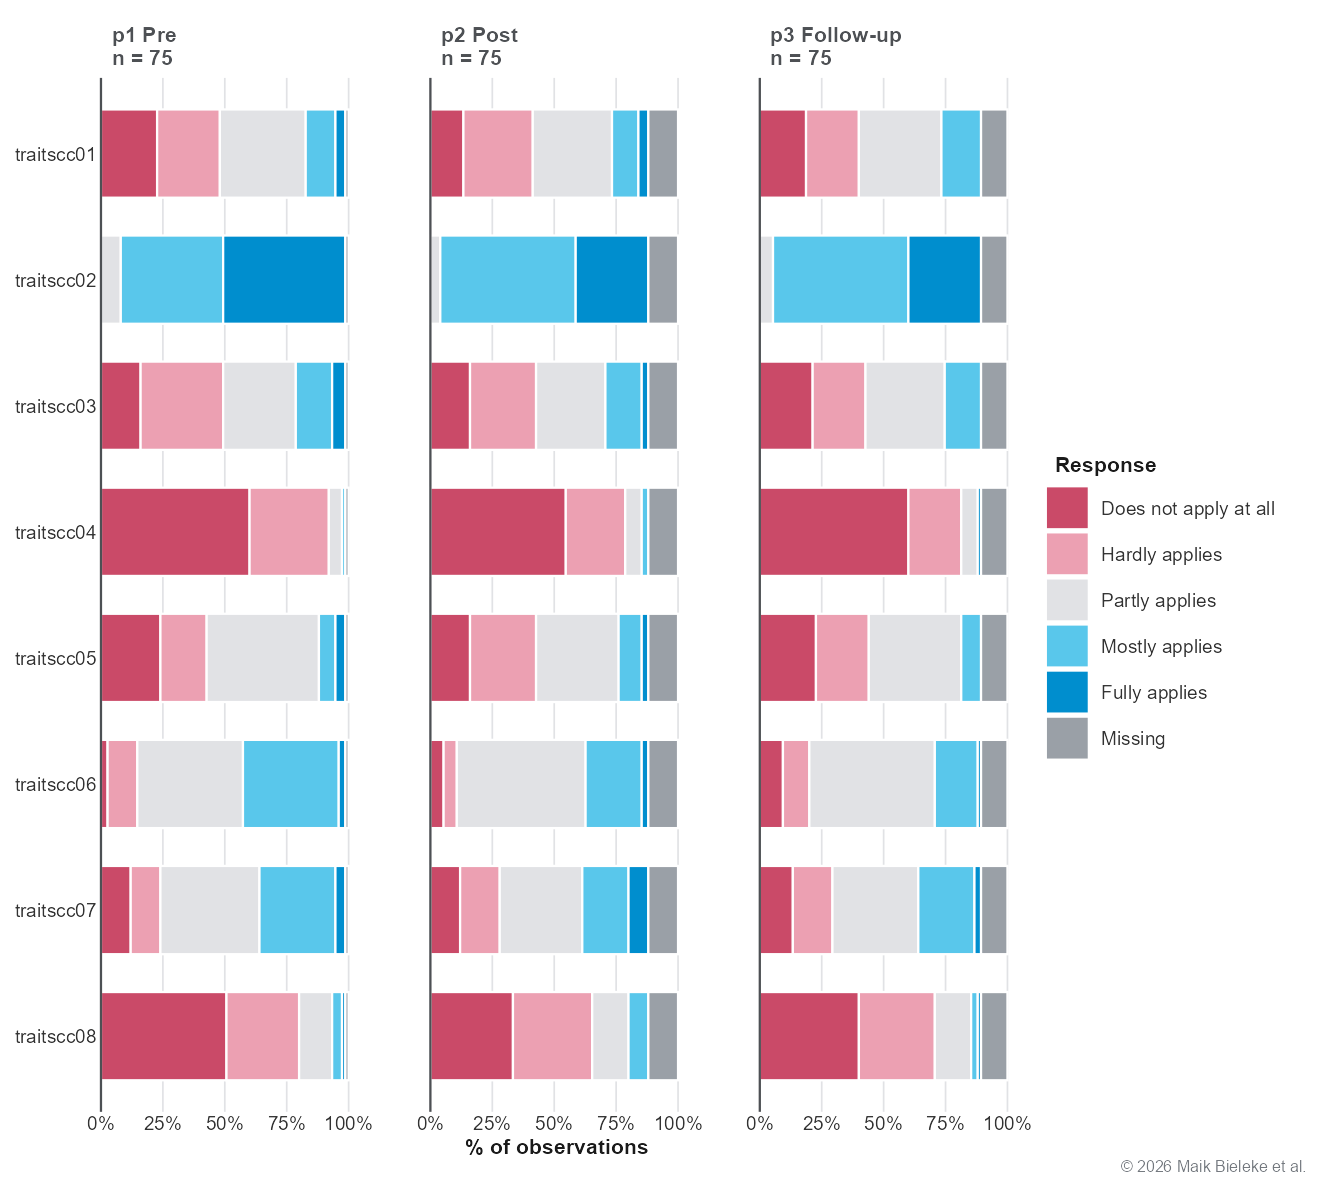 p1 Pre
n = 75
p2 Post
n = 75
p3 Follow-up
n = 75
traitscc01
traitscc02
traitscc03
traitscc04
traitscc05
traitscc06
traitscc07
traitscc08
0% 25% 50% 75% 100%
0% 25% 50% 75% 100%
0% 25% 50% 75% 100%
% of observations
Response
Does not apply at all
Hardly applies
Partly applies
Mostly applies
Fully applies
Missing
© 2026 Maik Bieleke et al.